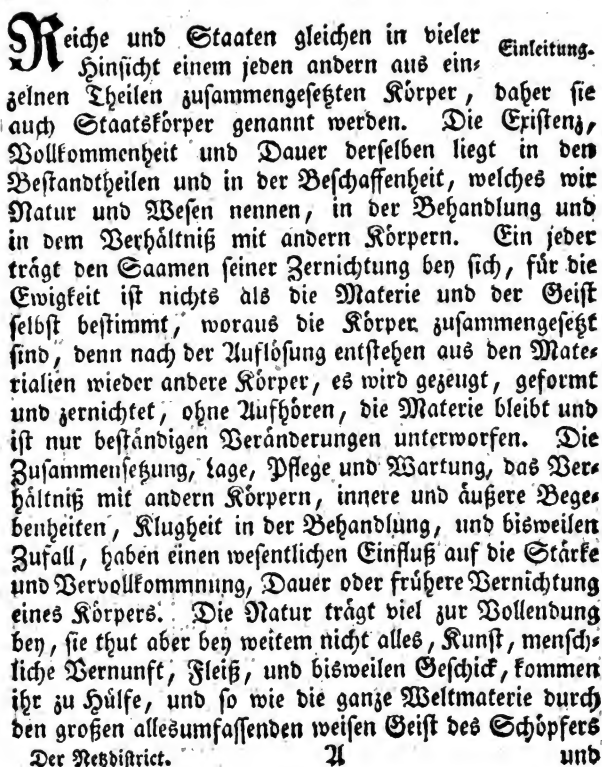 Reiche und Staaten gleichen in vieler
Einleitung.
Hinsicht einem jeden andern aus ein-
zelnen Theilen zusammengesetzten Körper, daher sie
auch Staatskörper genannt werden. Die Existenz,
Vollkommenheit und Dauer derselben liegt in den
Bestandtheilen und in der Beschaffenheit, welches wir
Natur und Wesen nennen, in der Behandlung und
in dem Verhältniß mit andern Körpern. Ein jeder
trägt den Saamen seiner Zernichtung bey sich, für die
Ewigkeit ist nichts als die Materie und der Geist
selbst bestimmt, woraus die Körper zusammengesetzt
sind, denn nach der Auflösung entstehen aus den Mate-
rialien wieder andere Körper, es wird gezeugt, geformt
und zernichtet, ohne Aufhören, die Materie bleibt und
ist nur beständigen Veränderungen unterworfen. Die
Zusammensetzung, Lage, Pflege und Wartung, das Ver-
hältniß mit andern Körpern, innere und äußere Bege-
benheiten, Klugheit in der Behandlung, und bisweilen
Zufall, haben einen wesentlichen Einfluß auf die Stärke
und Vervollkommnung, Dauer oder frühere Vernichtung
eines Körpers. Die Natur trägt viel zur Vollendung
bey, sie thut aber bey weitem nicht alles, Kunst, mensch-
liche Vernunft, Fleiß, und bisweilen Geschick, kommen
ihr zu Hülfe, und so wie die ganze Weltmaterie durch
den großen allesumfassenden weisen Geist des Schöpfers
Der Netzdistrict. A und